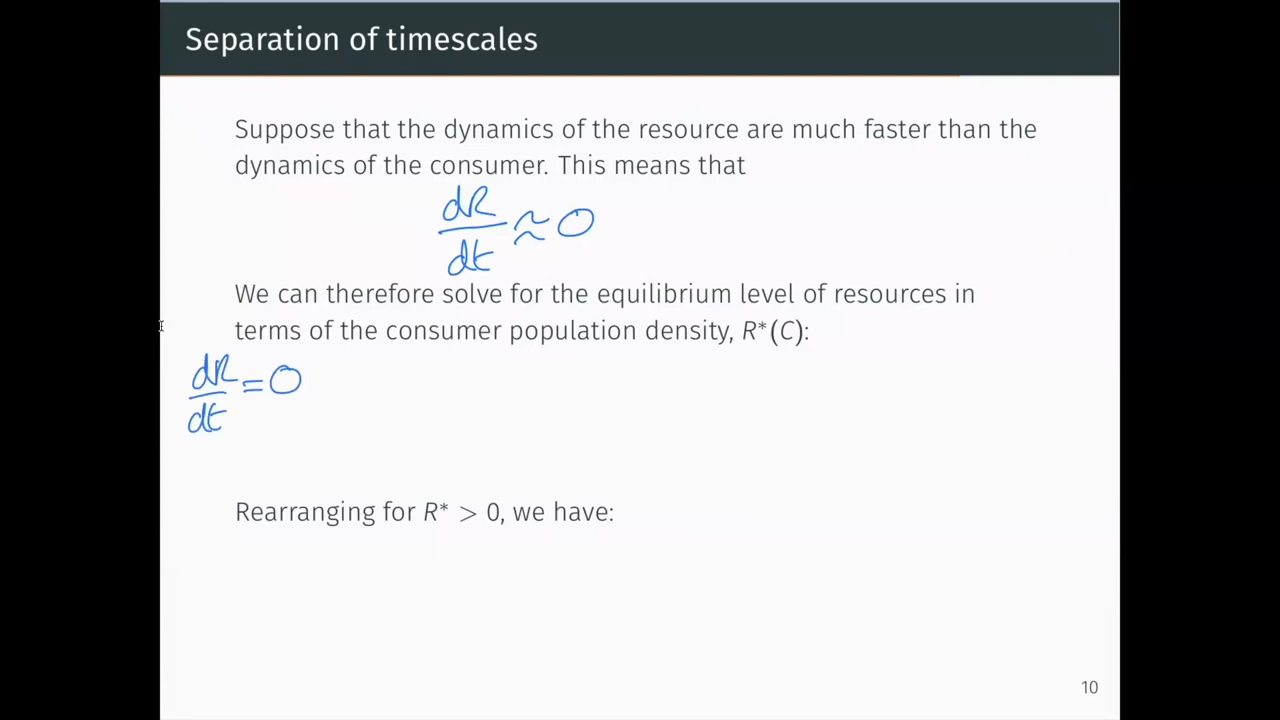 Separation of timescales
Suppose that the dynamics of the resource are much faster than the
dynamics of the consumer. This means that
dR/dt ≈ 0
We can therefore solve for the equilibrium level of resources in
terms of the consumer population density, R*(C):
dR/dt = 0
Rearranging for R* > 0, we have:
10